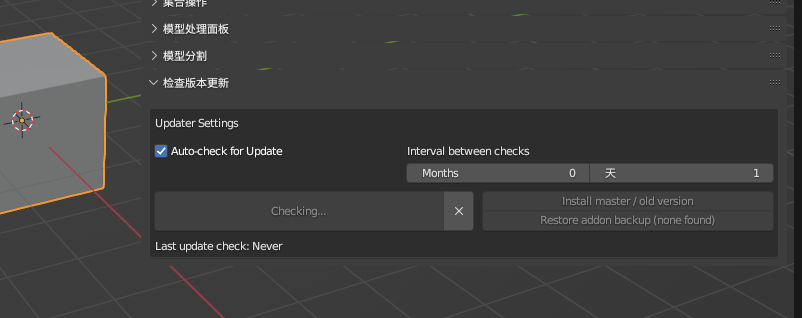 集合操作
模型处理面板
模型分割
检查版本更新
Updater Settings
Auto-check for Update
Interval between checks
Months 0 天 1
Checking...
Install master / old version
Restore addon backup (none found)
Last update check: Never